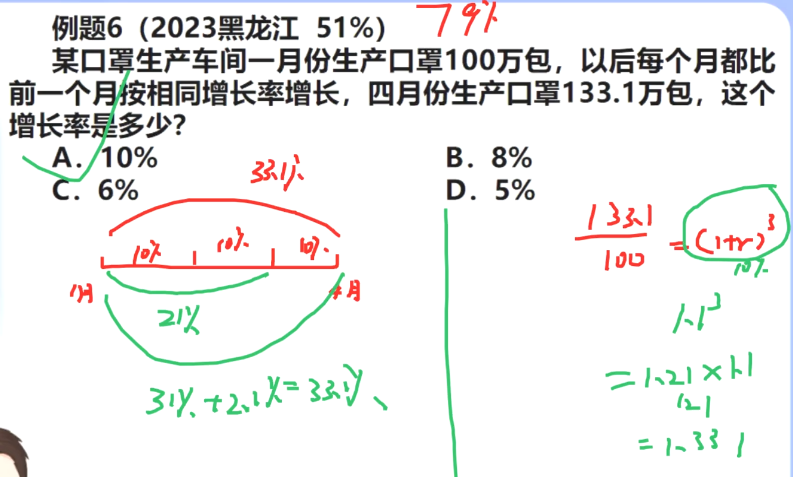 79%
例题6（2023黑龙江 51%）
某口罩生产车间一月份生产口罩100万包，以后每个月都比
前一个月按相同增长率增长，四月份生产口罩133.1万包，这个
增长率是多少？
A. 10%
B. 8%
C. 6%
D. 5%
33.1%
10% 10% 10%
1月 4月
21%
31%+2.1%=33.1%
133.1/100=(1+r)³
10%
1.1³
=1.21×1.1
121
=1.331